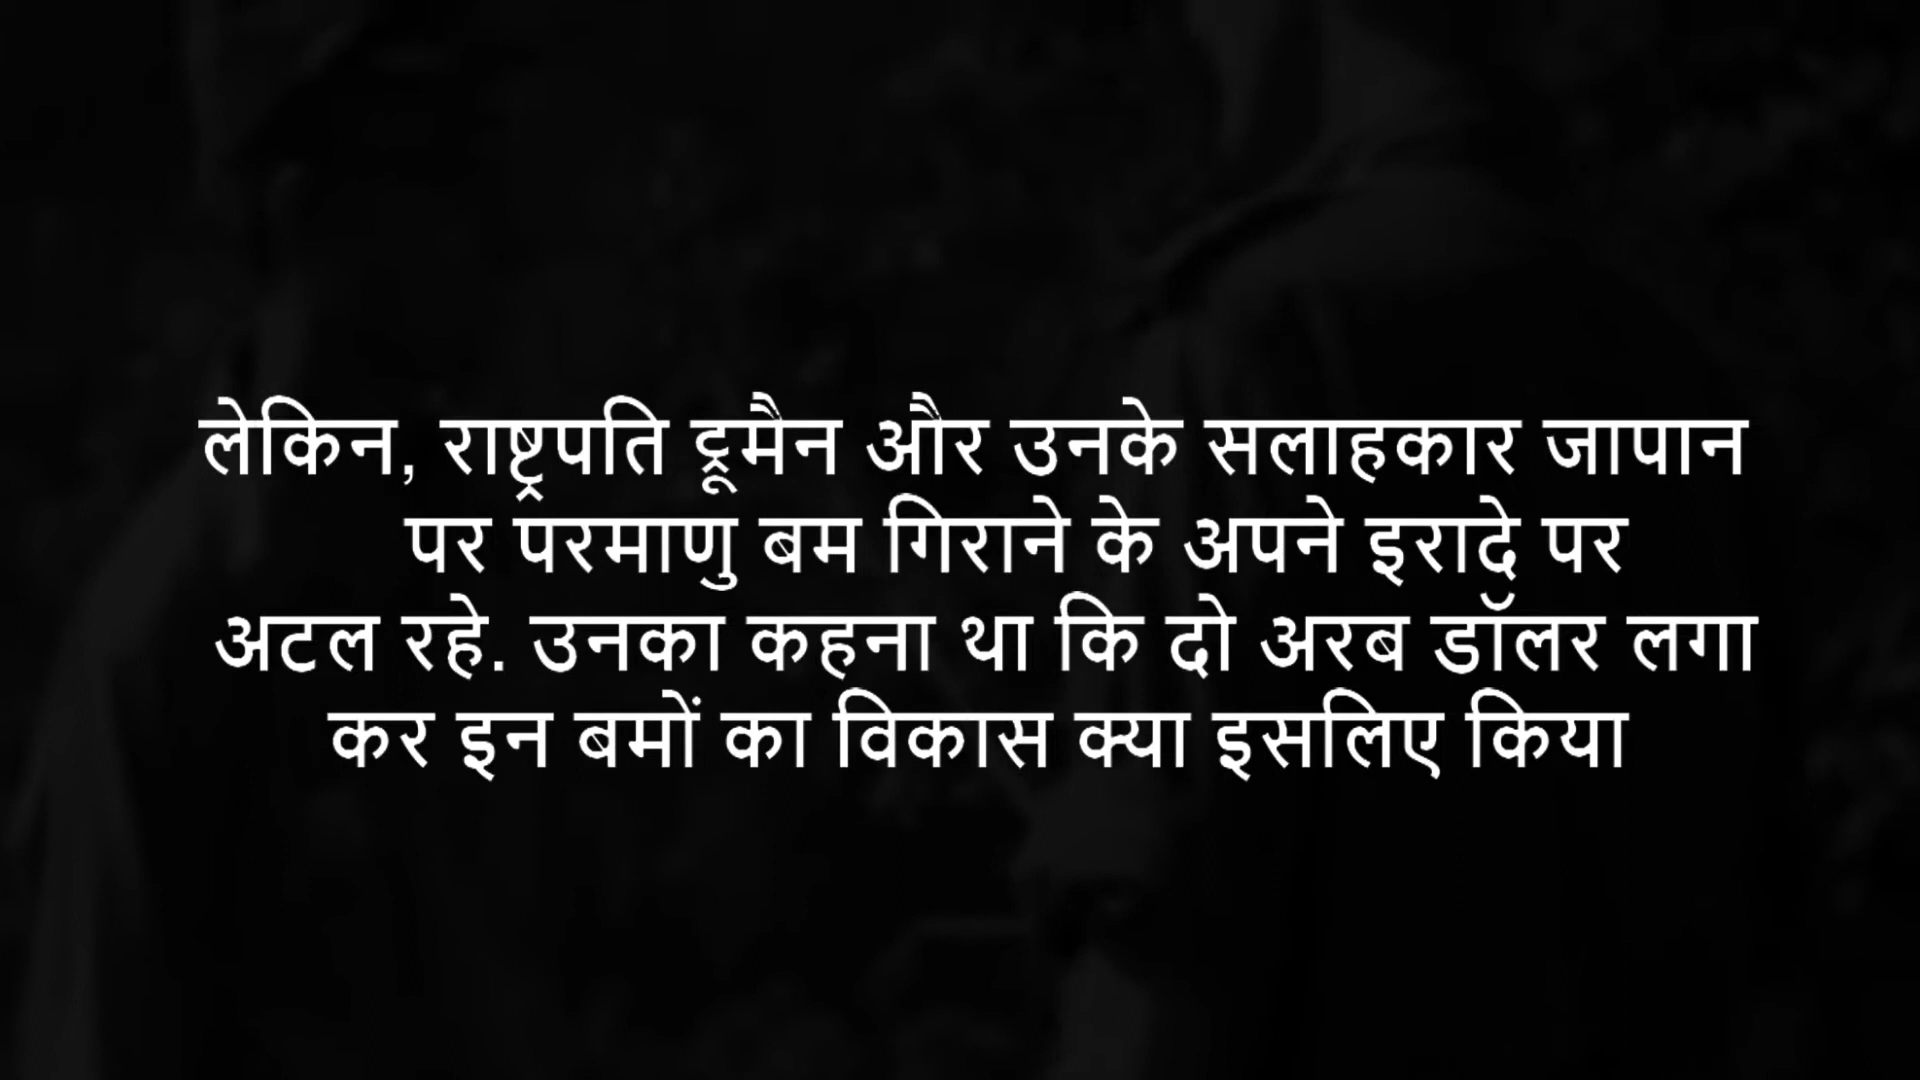 लेकिन, राष्ट्रपति ट्रूमैन और उनके सलाहकार जापान
पर परमाणु बम गिराने के अपने इरादे पर
अटल रहे. उनका कहना था कि दो अरब डॉलर लगा
कर इन बमों का विकास क्या इसलिए किया